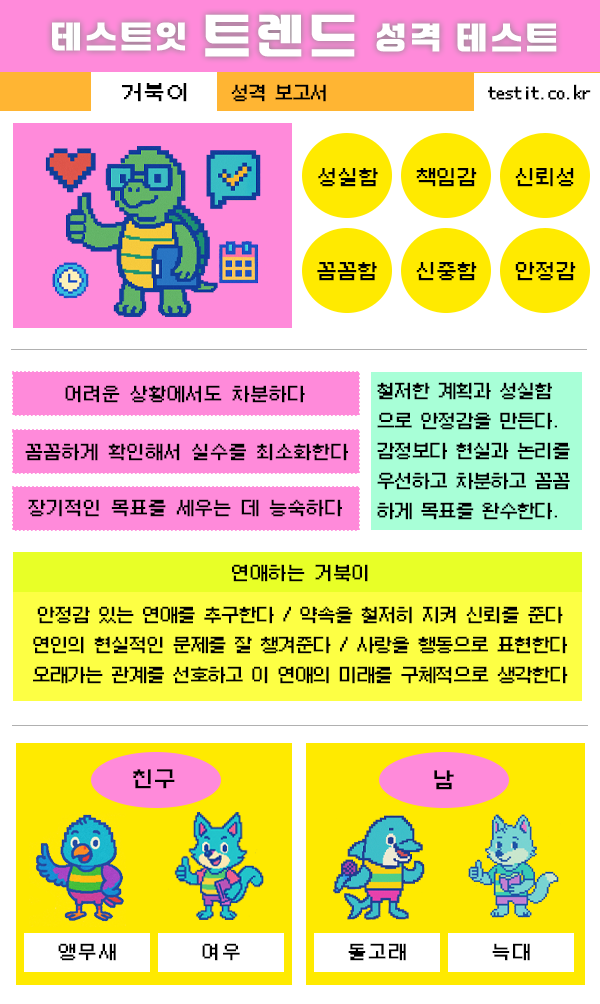 테스트잇 트렌드 성격 테스트
거북이 성격 보고서 testit.co.kr
성실함 책임감 신뢰성
꼼꼼함 신중함 안정감
어려운 상황에서도 차분하다
꼼꼼하게 확인해서 실수를 최소화한다
장기적인 목표를 세우는 데 능숙하다
철저한 계획과 성실함
으로 안정감을 만든다.
감정보다 현실과 논리를
우선하고 차분하고 꼼꼼
하게 목표를 완수한다.
연애하는 거북이
안정감 있는 연애를 추구한다 / 약속을 철저히 지켜 신뢰를 준다
연인의 현실적인 문제를 잘 챙겨준다 / 사랑을 행동으로 표현한다
오래가는 관계를 선호하고 이 연애의 미래를 구체적으로 생각한다
친구
앵무새 여우
남
돌고래 늑대